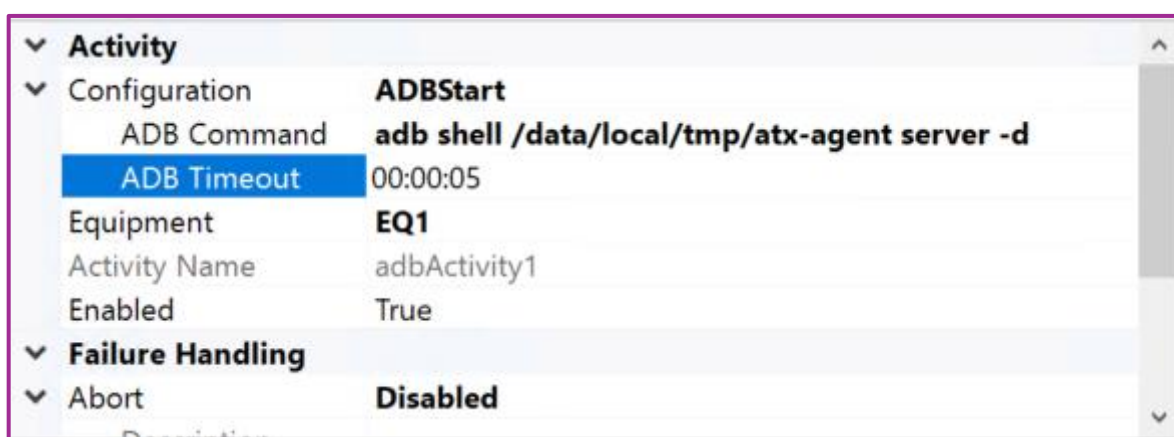 Activity
Configuration ADBStart
ADB Command adb shell /data/local/tmp/atx-agent server -d
ADB Timeout 00:00:05
Equipment EQ1
Activity Name adbActivity1
Enabled True
Failure Handling
Abort Disabled